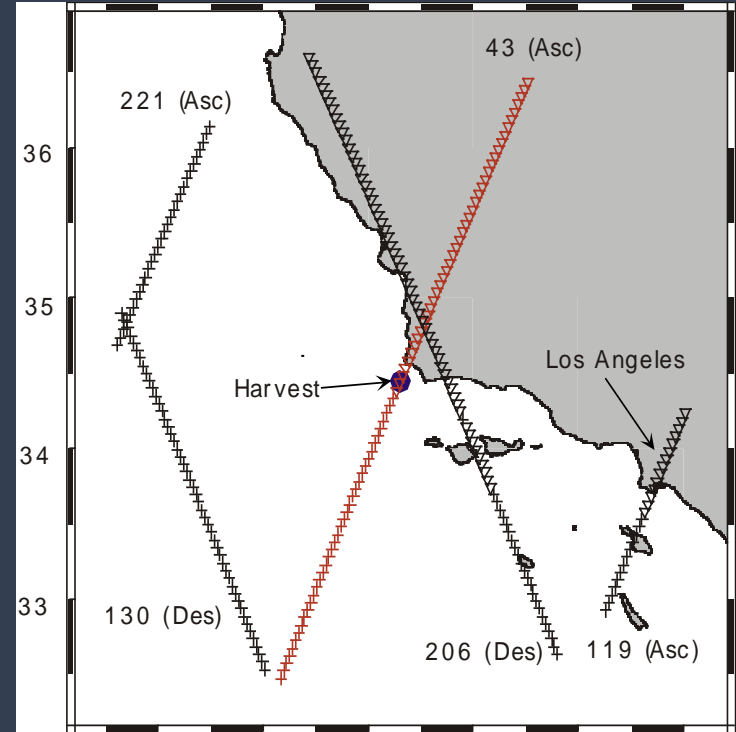 43 (Asc)
221 (Asc)
36
35
Los Angeles
Harvest
34
33
130 (Des)
206 (Des)
119 (Asc)